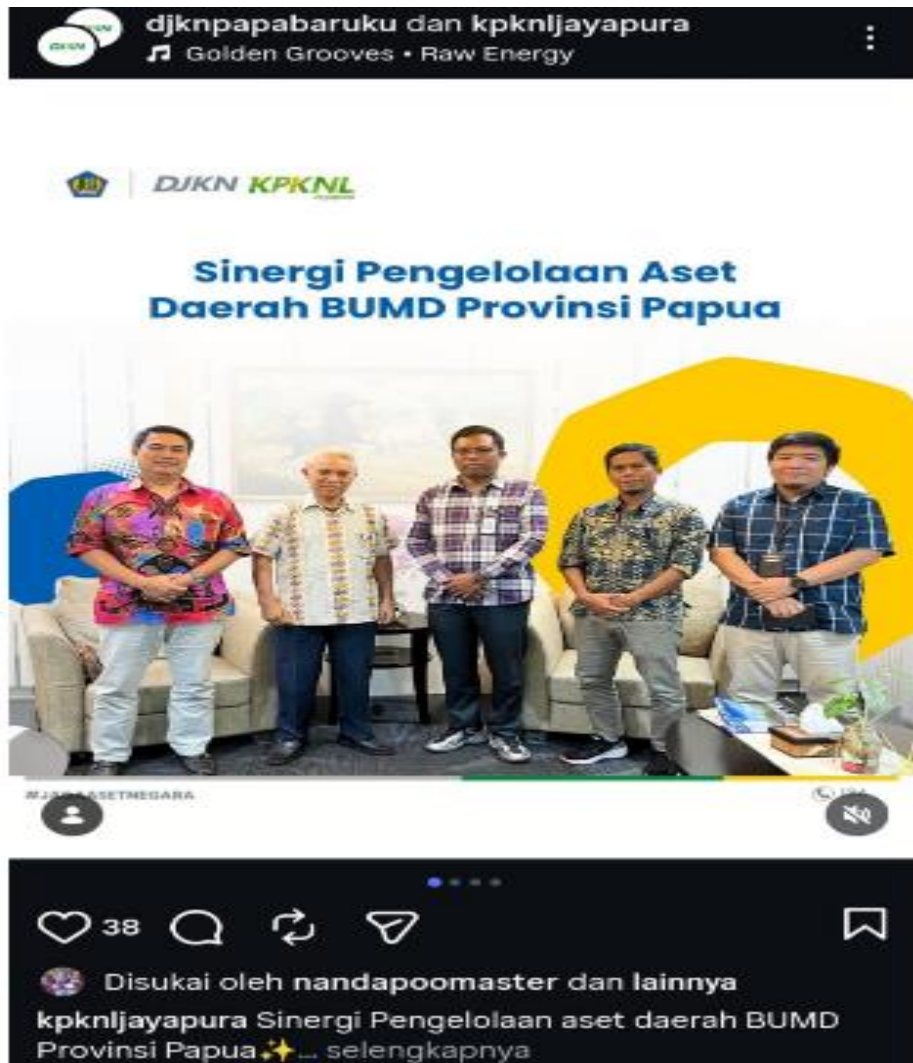 djknpapabaruku dan kpknljayapura
Golden Grooves • Raw Energy
DJKN KPKNL
Sinergi Pengelolaan Aset
Daerah BUMD Provinsi Papua
38
Disukai oleh nandapoomaster dan lainnya
kpknljayapura Sinergi Pengelolaan aset daerah BUMD
Provinsi Papua✨... selengkapnya